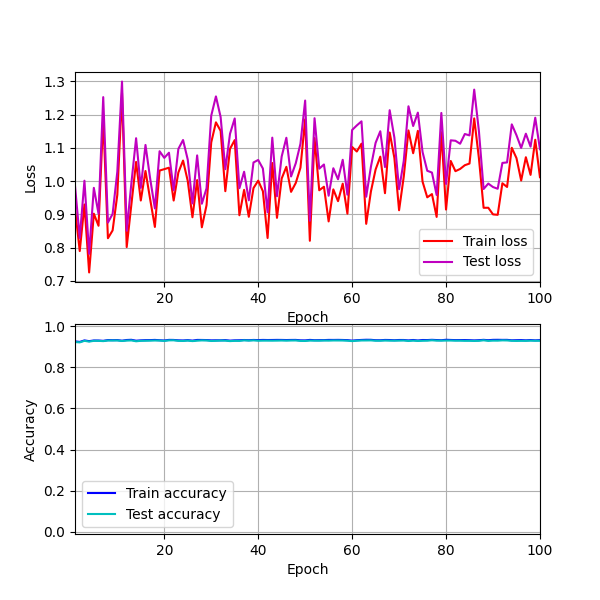 1.3
1.2
1.1
1.0
0.9
0.8
0.7
Loss
Train loss
Test loss
20 40 60 80 100
Epoch
1.0
0.8
0.6
0.4
0.2
0.0
Accuracy
Train accuracy
Test accuracy
20 40 60 80 100
Epoch